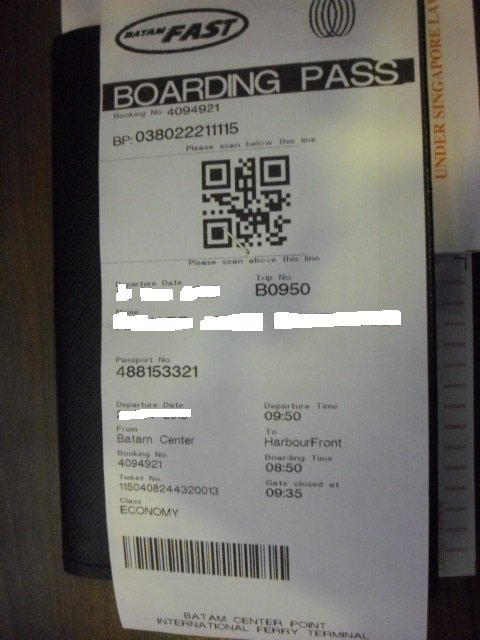 BATAM FAST
BOARDING PASS
Booking No. 4094921
BP: 038022211115
Please scan below this line
Please scan above this line
Departure Date
Trip No.
B0950
Name
Passport No.
488153321
Departure Date
Departure Time
09:50
From
To
Batam Center
HarbourFront
Booking No.
Boarding Time
4094921
08:50
Ticket No.
Gate closed at
1150408244320013
09:35
Class
ECONOMY
BATAM CENTER POINT
INTERNATIONAL FERRY TERMINAL
UNDER SINGAPORE LAW